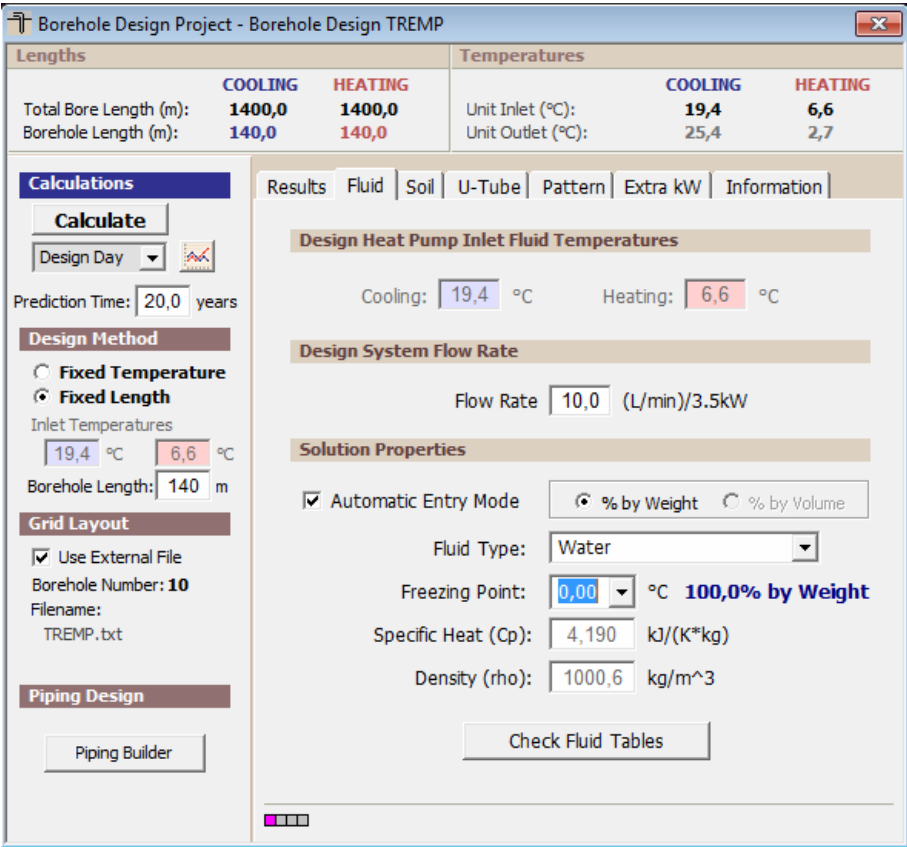 Borehole Design Project - Borehole Design TREMP
Lengths
COOLING HEATING
Total Bore Length (m): 1400,0 1400,0
Borehole Length (m): 140,0 140,0
Temperatures
COOLING HEATING
Unit Inlet (ºC): 19,4 6,6
Unit Outlet (ºC): 25,4 2,7
Calculations
Calculate
Design Day
Prediction Time: 20,0 years
Design Method
Fixed Temperature
Fixed Length
Inlet Temperatures
19,4 ºC 6,6 ºC
Borehole Length: 140 m
Grid Layout
Use External File
Borehole Number: 10
Filename:
TREMP.txt
Piping Design
Piping Builder
Results Fluid Soil U-Tube Pattern Extra kW Information
Design Heat Pump Inlet Fluid Temperatures
Cooling: 19,4 ºC Heating: 6,6 ºC
Design System Flow Rate
Flow Rate 10,0 (L/min)/3.5kW
Solution Properties
Automatic Entry Mode % by Weight % by Volume
Fluid Type: Water
Freezing Point: 0,00 ºC 100,0% by Weight
Specific Heat (Cp): 4,190 kJ/(K*kg)
Density (rho): 1000,6 kg/m^3
Check Fluid Tables